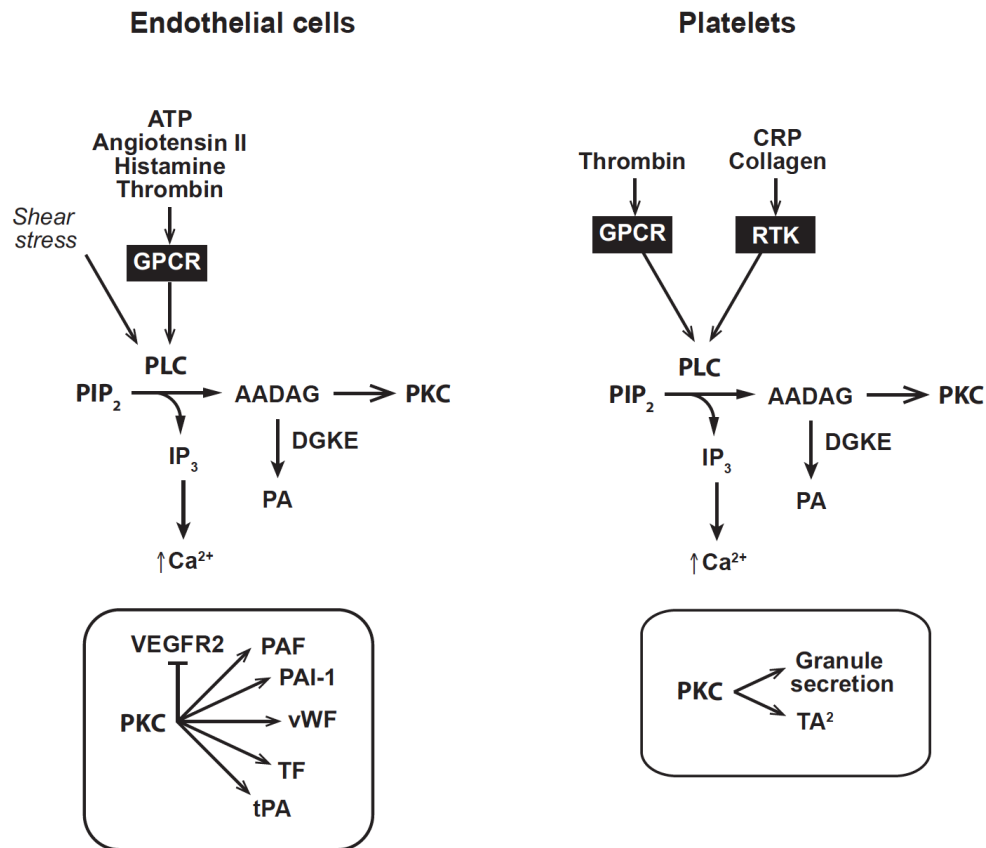 Endothelial cells
ATP
Angiotensin II
Histamine
Thrombin
Shear
stress
GPCR
PLC
PIP2
AADAG
PKC
DGKE
IP3
PA
↑Ca²⁺
VEGFR2
PAF
PAI-1
PKC
vWF
TF
tPA
Platelets
Thrombin
CRP
Collagen
GPCR
RTK
PLC
PIP2
AADAG
PKC
DGKE
IP3
PA
↑Ca²⁺
PKC
Granule
secretion
TA²